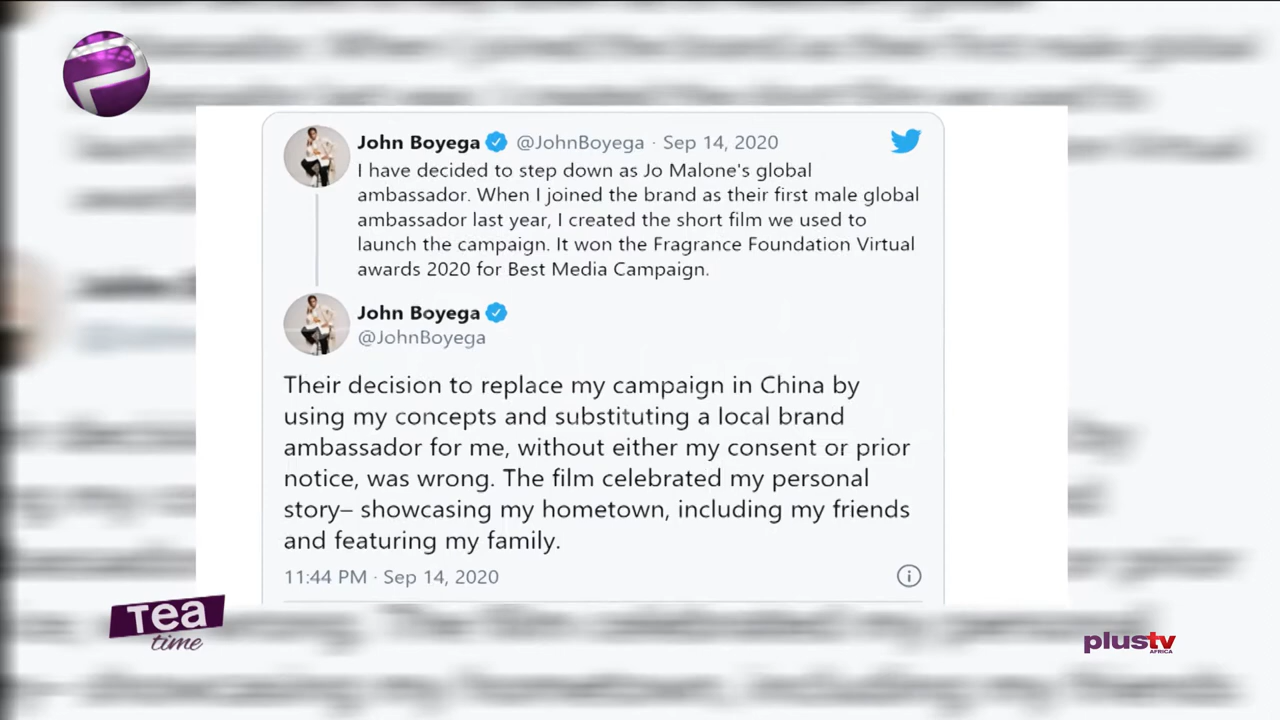 John Boyega @JohnBoyega · Sep 14, 2020
I have decided to step down as Jo Malone's global
ambassador. When I joined the brand as their first male global
ambassador last year, I created the short film we used to
launch the campaign. It won the Fragrance Foundation Virtual
awards 2020 for Best Media Campaign.
John Boyega
@JohnBoyega
Their decision to replace my campaign in China by
using my concepts and substituting a local brand
ambassador for me, without either my consent or prior
notice, was wrong. The film celebrated my personal
story– showcasing my hometown, including my friends
and featuring my family.
11:44 PM · Sep 14, 2020
Tea
time
plustv
AFRICA